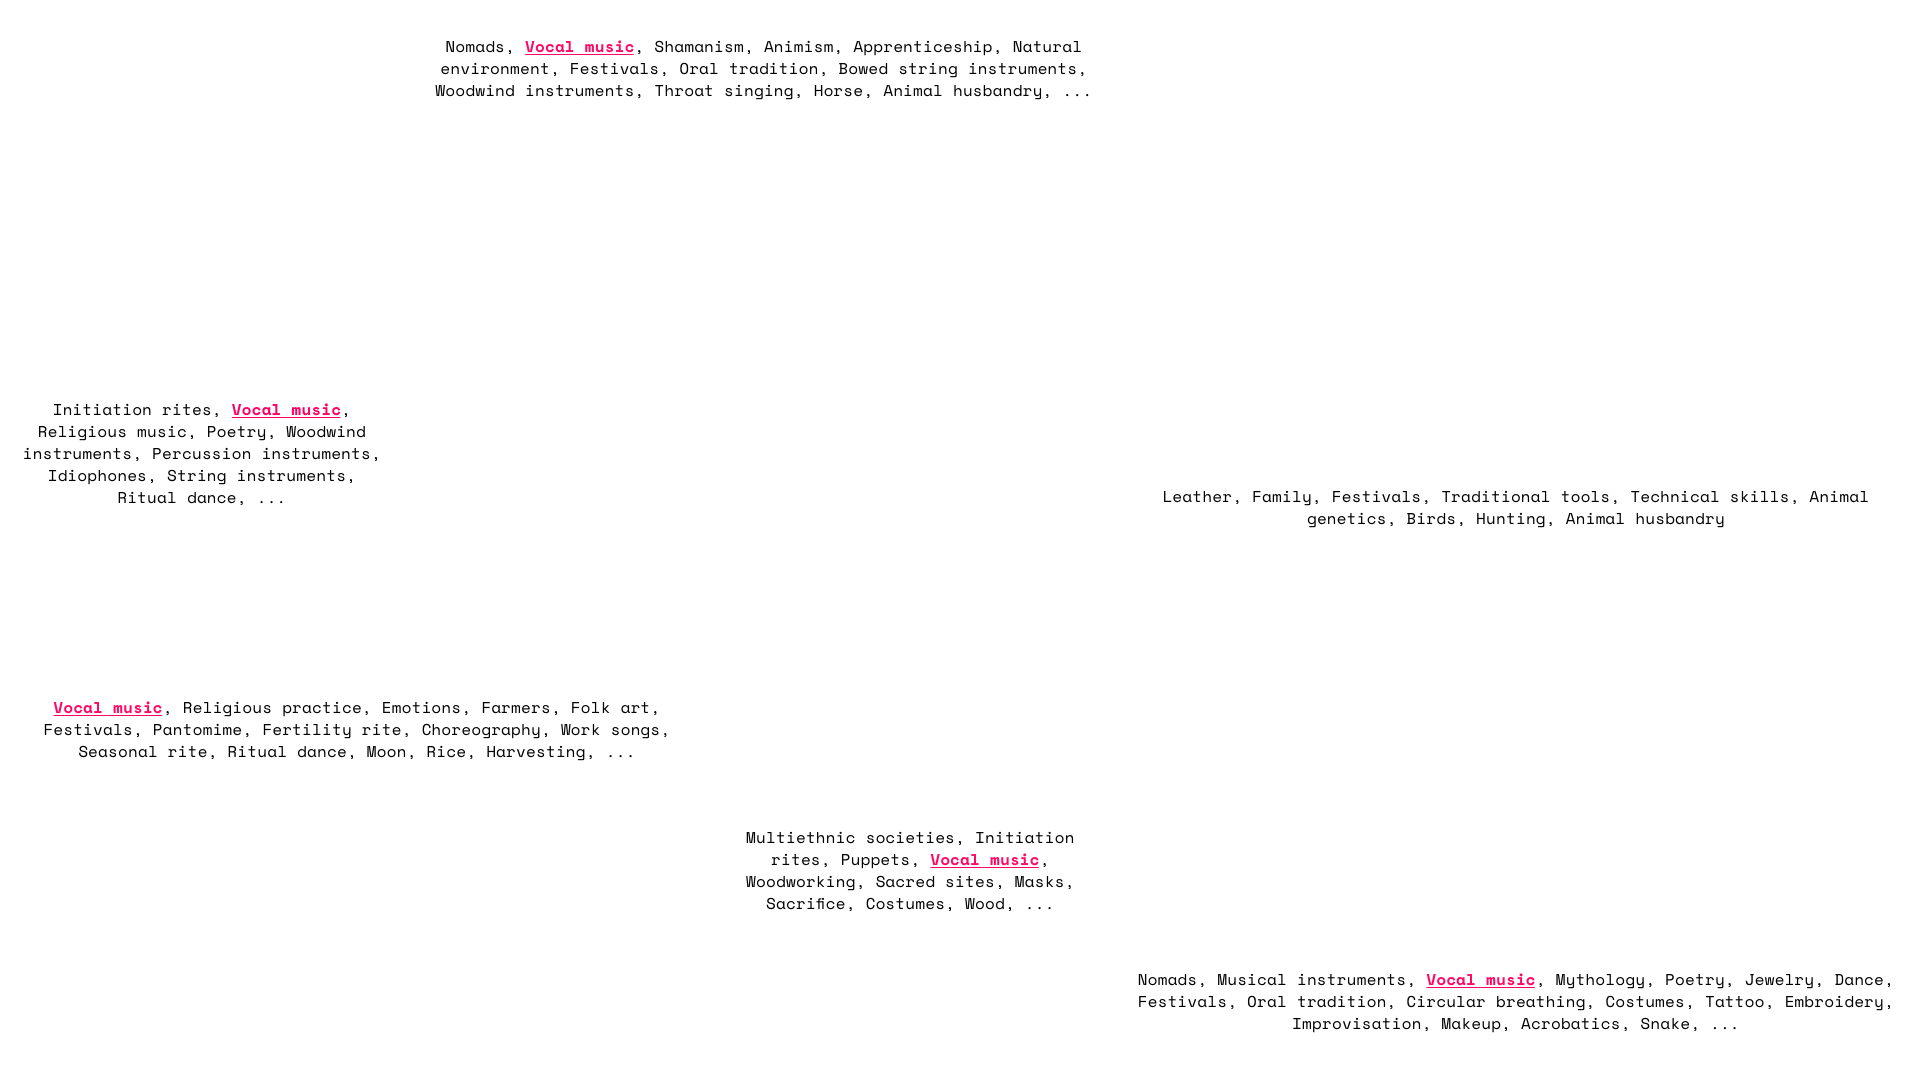 Nomads, Vocal music, Shamanism, Animism, Apprenticeship, Natural
environment, Festivals, Oral tradition, Bowed string instruments,
Woodwind instruments, Throat singing, Horse, Animal husbandry, ...
Initiation rites, Vocal music,
Religious music, Poetry, Woodwind
instruments, Percussion instruments,
Idiophones, String instruments,
Ritual dance, ...
Leather, Family, Festivals, Traditional tools, Technical skills, Animal
genetics, Birds, Hunting, Animal husbandry
Vocal music, Religious practice, Emotions, Farmers, Folk art,
Festivals, Pantomime, Fertility rite, Choreography, Work songs,
Seasonal rite, Ritual dance, Moon, Rice, Harvesting, ...
Multiethnic societies, Initiation
rites, Puppets, Vocal music,
Woodworking, Sacred sites, Masks,
Sacrifice, Costumes, Wood, ...
Nomads, Musical instruments, Vocal music, Mythology, Poetry, Jewelry, Dance,
Festivals, Oral tradition, Circular breathing, Costumes, Tattoo, Embroidery,
Improvisation, Makeup, Acrobatics, Snake, ...